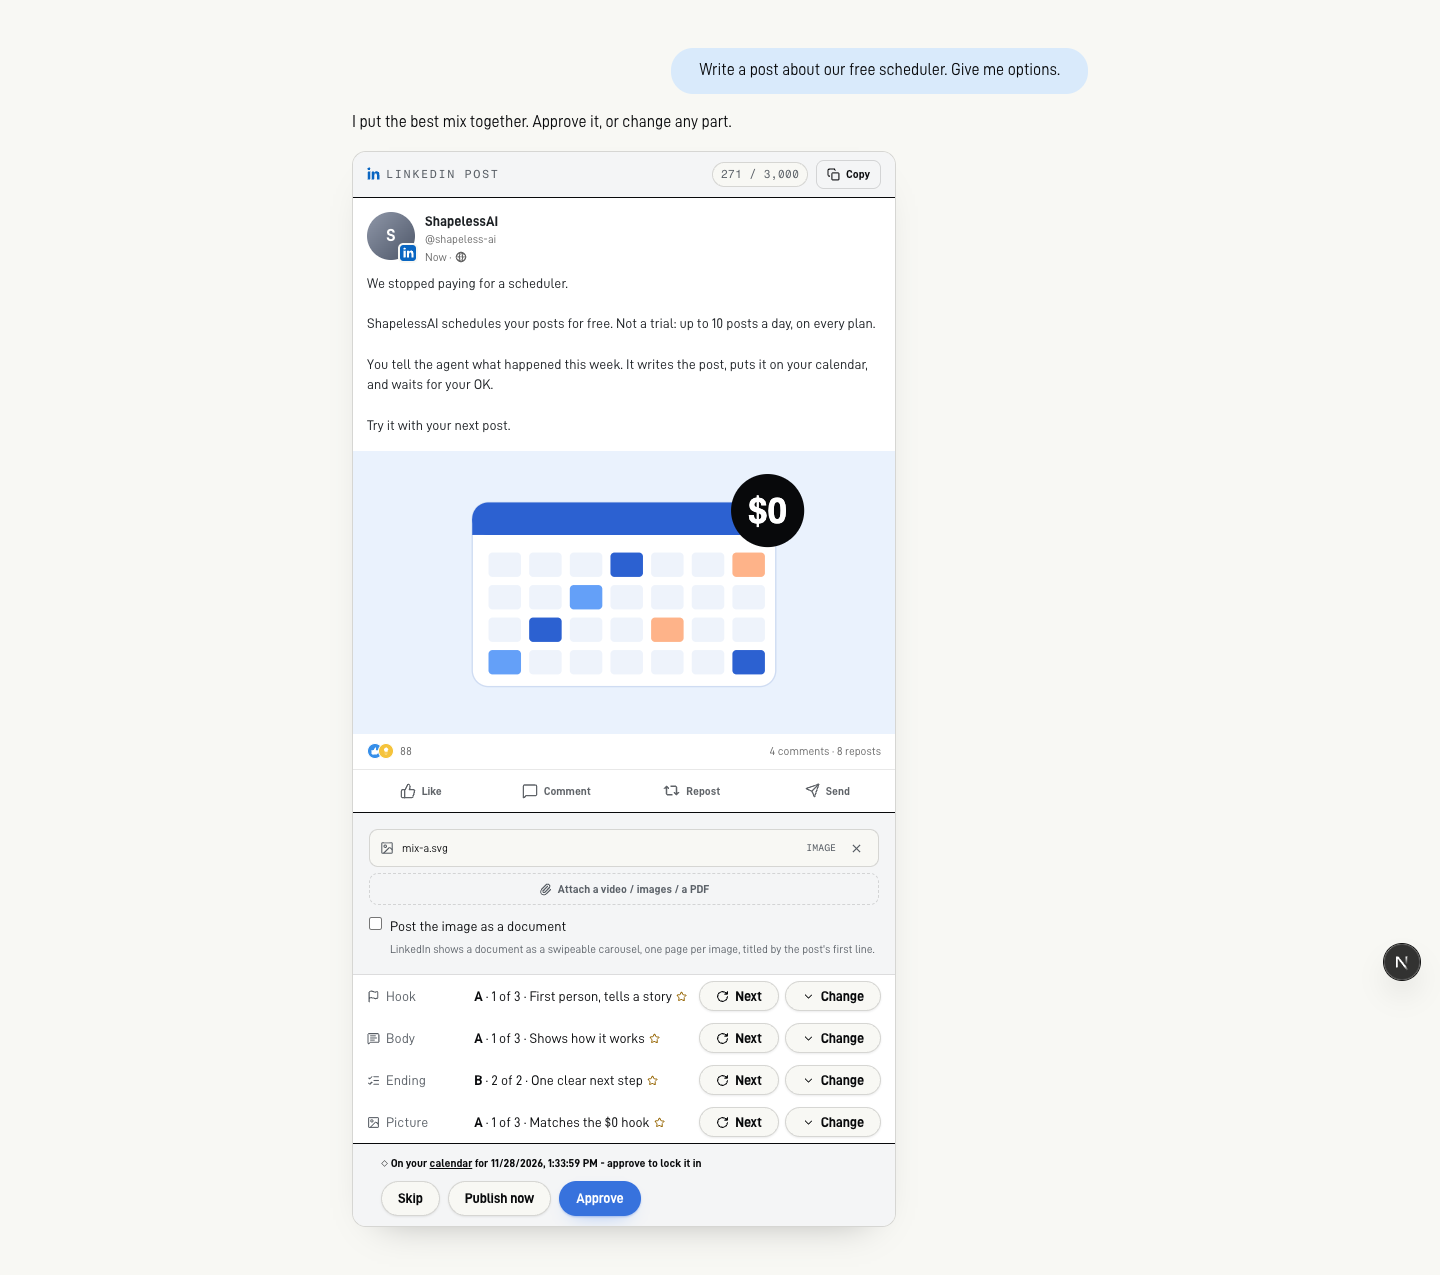 Write a post about our free scheduler. Give me options.
I put the best mix together. Approve it, or change any part.
in LINKEDIN POST
271 / 3,000
Copy
S
in
ShapelessAI
@shapeless-ai
Now ·
We stopped paying for a scheduler.
ShapelessAI schedules your posts for free. Not a trial: up to 10 posts a day, on every plan.
You tell the agent what happened this week. It writes the post, puts it on your calendar,
and waits for your OK.
Try it with your next post.
$0
88
4 comments · 8 reposts
Like
Comment
Repost
Send
mix-a.svg
IMAGE
Attach a video / images / a PDF
Post the image as a document
LinkedIn shows a document as a swipeable carousel, one page per image, titled by the post's first line.
Hook A · 1 of 3 · First person, tells a story Next Change
Body A · 1 of 3 · Shows how it works Next Change
Ending B · 2 of 2 · One clear next step Next Change
Picture A · 1 of 3 · Matches the $0 hook Next Change
On your calendar for 11/28/2026, 1:33:59 PM - approve to lock it in
Skip
Publish now
Approve
N